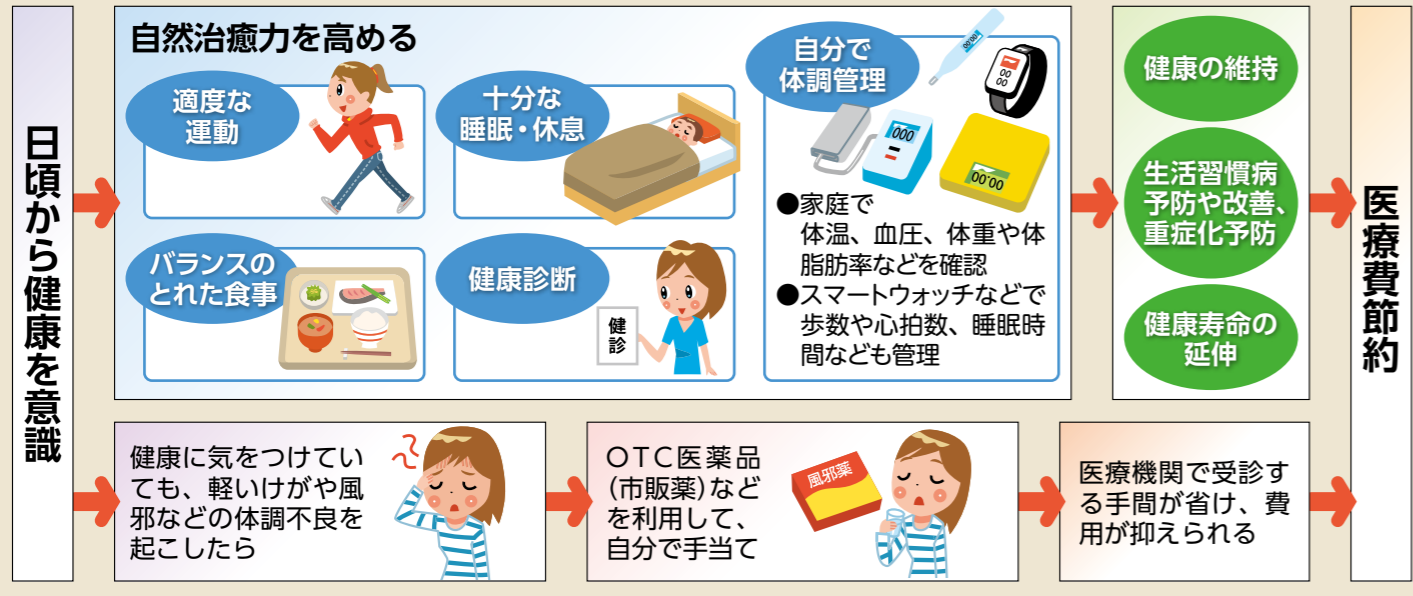 日頃から健康を意識
自然治癒力を高める
適度な
運動
十分な
睡眠・休息
バランスの
とれた食事
健康診断
健診
自分で
体調管理
00:00
00
00
000
00:00
●家庭で
体温、血圧、体重や体
脂肪率などを確認
●スマートウォッチなどで
歩数や心拍数、睡眠時
間なども管理
健康の維持
生活習慣病
予防や改善、
重症化予防
健康寿命の
延伸
医療費節約
健康に気をつけてい
ても、軽いけがや風
邪などの体調不良を
起こしたら
OTC医薬品
(市販薬)など
を利用して、
自分で手当て
風邪薬
医療機関で受診す
る手間が省け、費
用が抑えられる